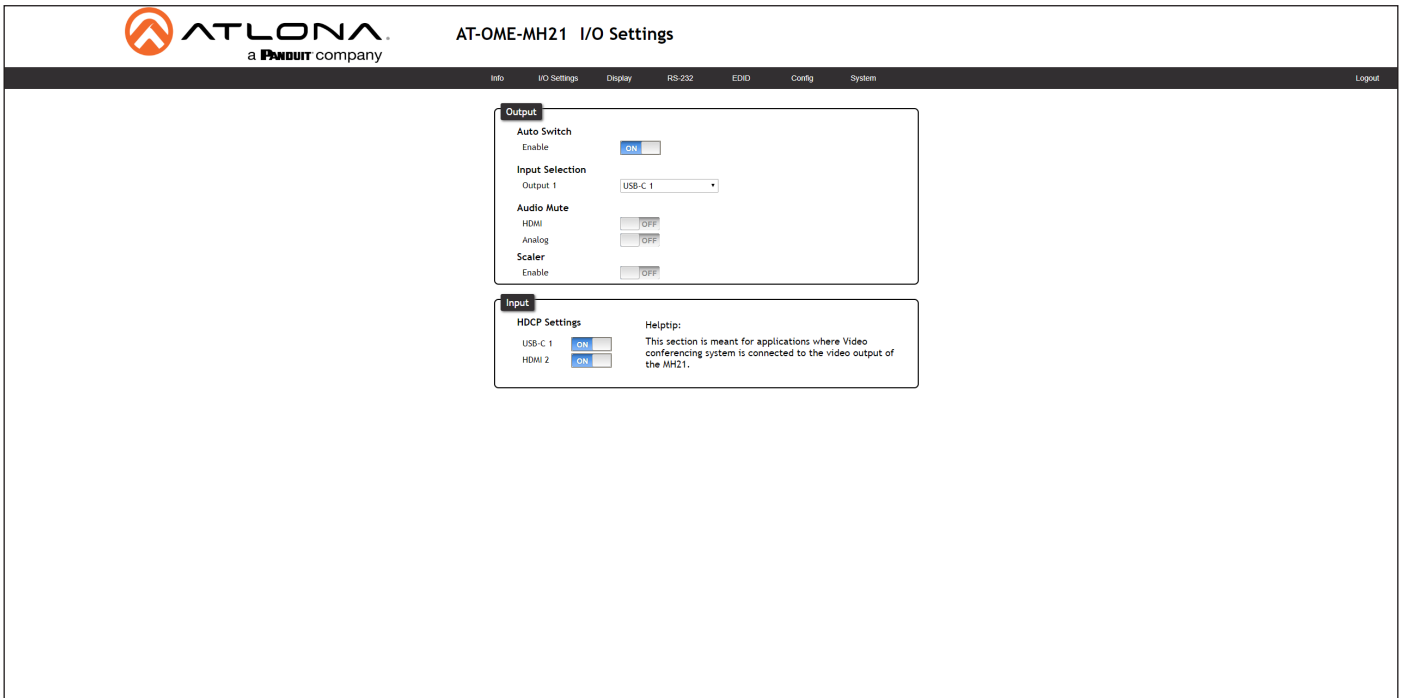 ATLONA.
a PANDUIT company
AT-OME-MH21 I/O Settings
Info I/O Settings Display RS-232 EDID Config System Logout
Output
Auto Switch
Enable ON
Input Selection
Output 1 USB-C 1
Audio Mute
HDMI OFF
Analog OFF
Scaler
Enable OFF
Input
HDCP Settings
USB-C 1 ON
HDMI 2 ON
Helptip:
This section is meant for applications where Video
conferencing system is connected to the video output of
the MH21.